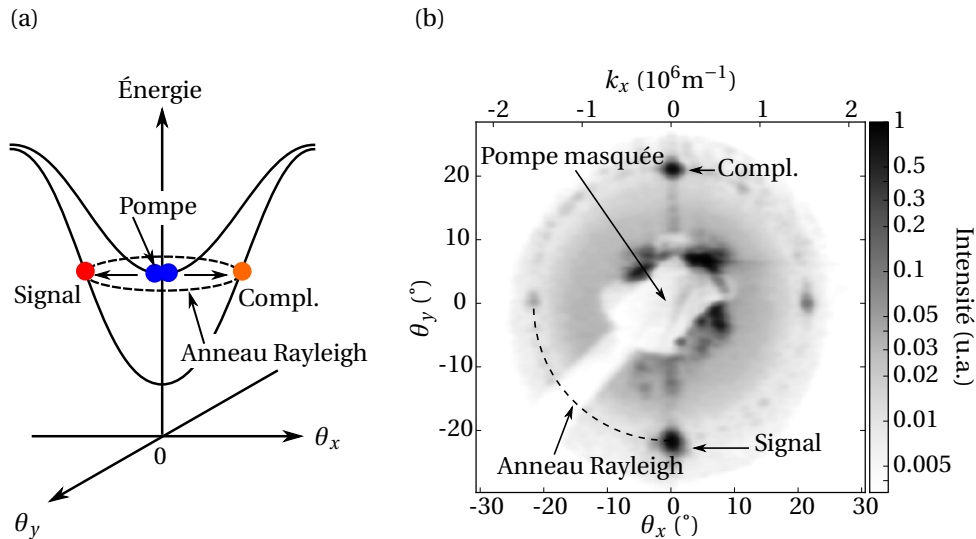 (a)
Énergie
Pompe
Signal
Compl.
Anneau Rayleigh
0
θx
θy
(b)
kx (10⁶m⁻¹)
-2 -1 0 1 2
Pompe masquée
Compl.
Signal
Anneau Rayleigh
θy (°)
20
10
0
-10
-20
-30 -20 -10 0 10 20 30
θx (°)
1
0.5
0.3
0.2
0.1
0.05
0.03
0.02
0.01
0.005
Intensité (u.a.)